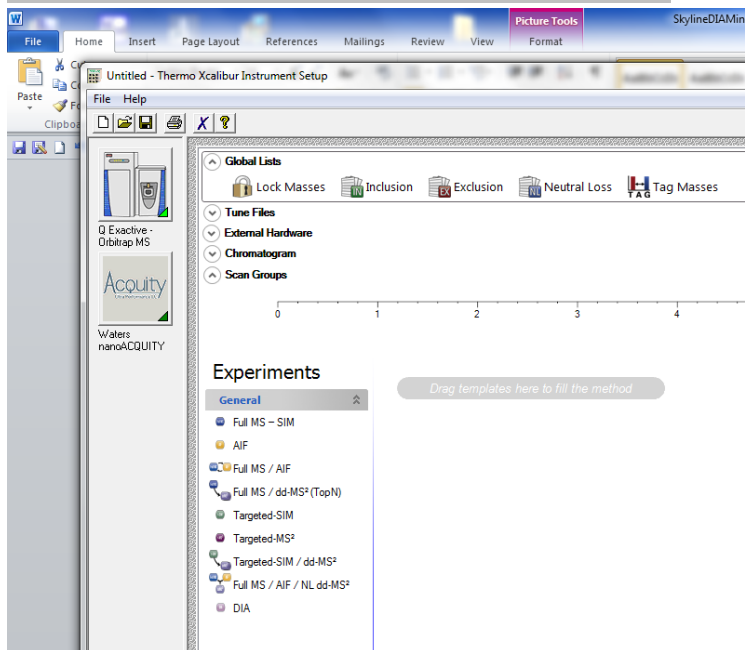 W
Picture Tools
SkylineDIAMin
File Home Insert Page Layout References Mailings Review View Format
Paste
Clipboa
Untitled - Thermo Xcalibur Instrument Setup
File Help
Global Lists
Lock Masses Inclusion Exclusion Neutral Loss Tag Masses
IN EX NL TAG
Tune Files
External Hardware
Chromatogram
Scan Groups
0 1 2 3 4
Q Exactive -
Orbitrap MS
Acquity
Waters
nanoACQUITY
Experiments
Drag templates here to fill the method
General
Full MS – SIM
AIF
Full MS / AIF
Full MS / dd-MS² (TopN)
Targeted-SIM
Targeted-MS²
Targeted-SIM / dd-MS²
Full MS / AIF / NL dd-MS²
DIA